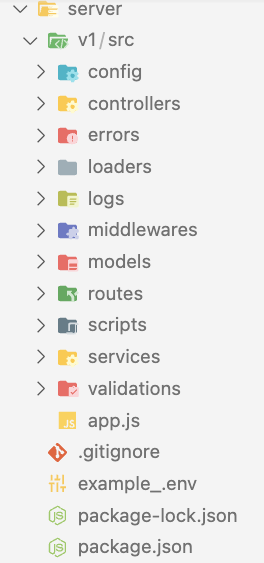 server
v1/src
config
controllers
errors
loaders
logs
middlewares
models
routes
scripts
services
validations
JS app.js
.gitignore
example_.env
package-lock.json
package.json